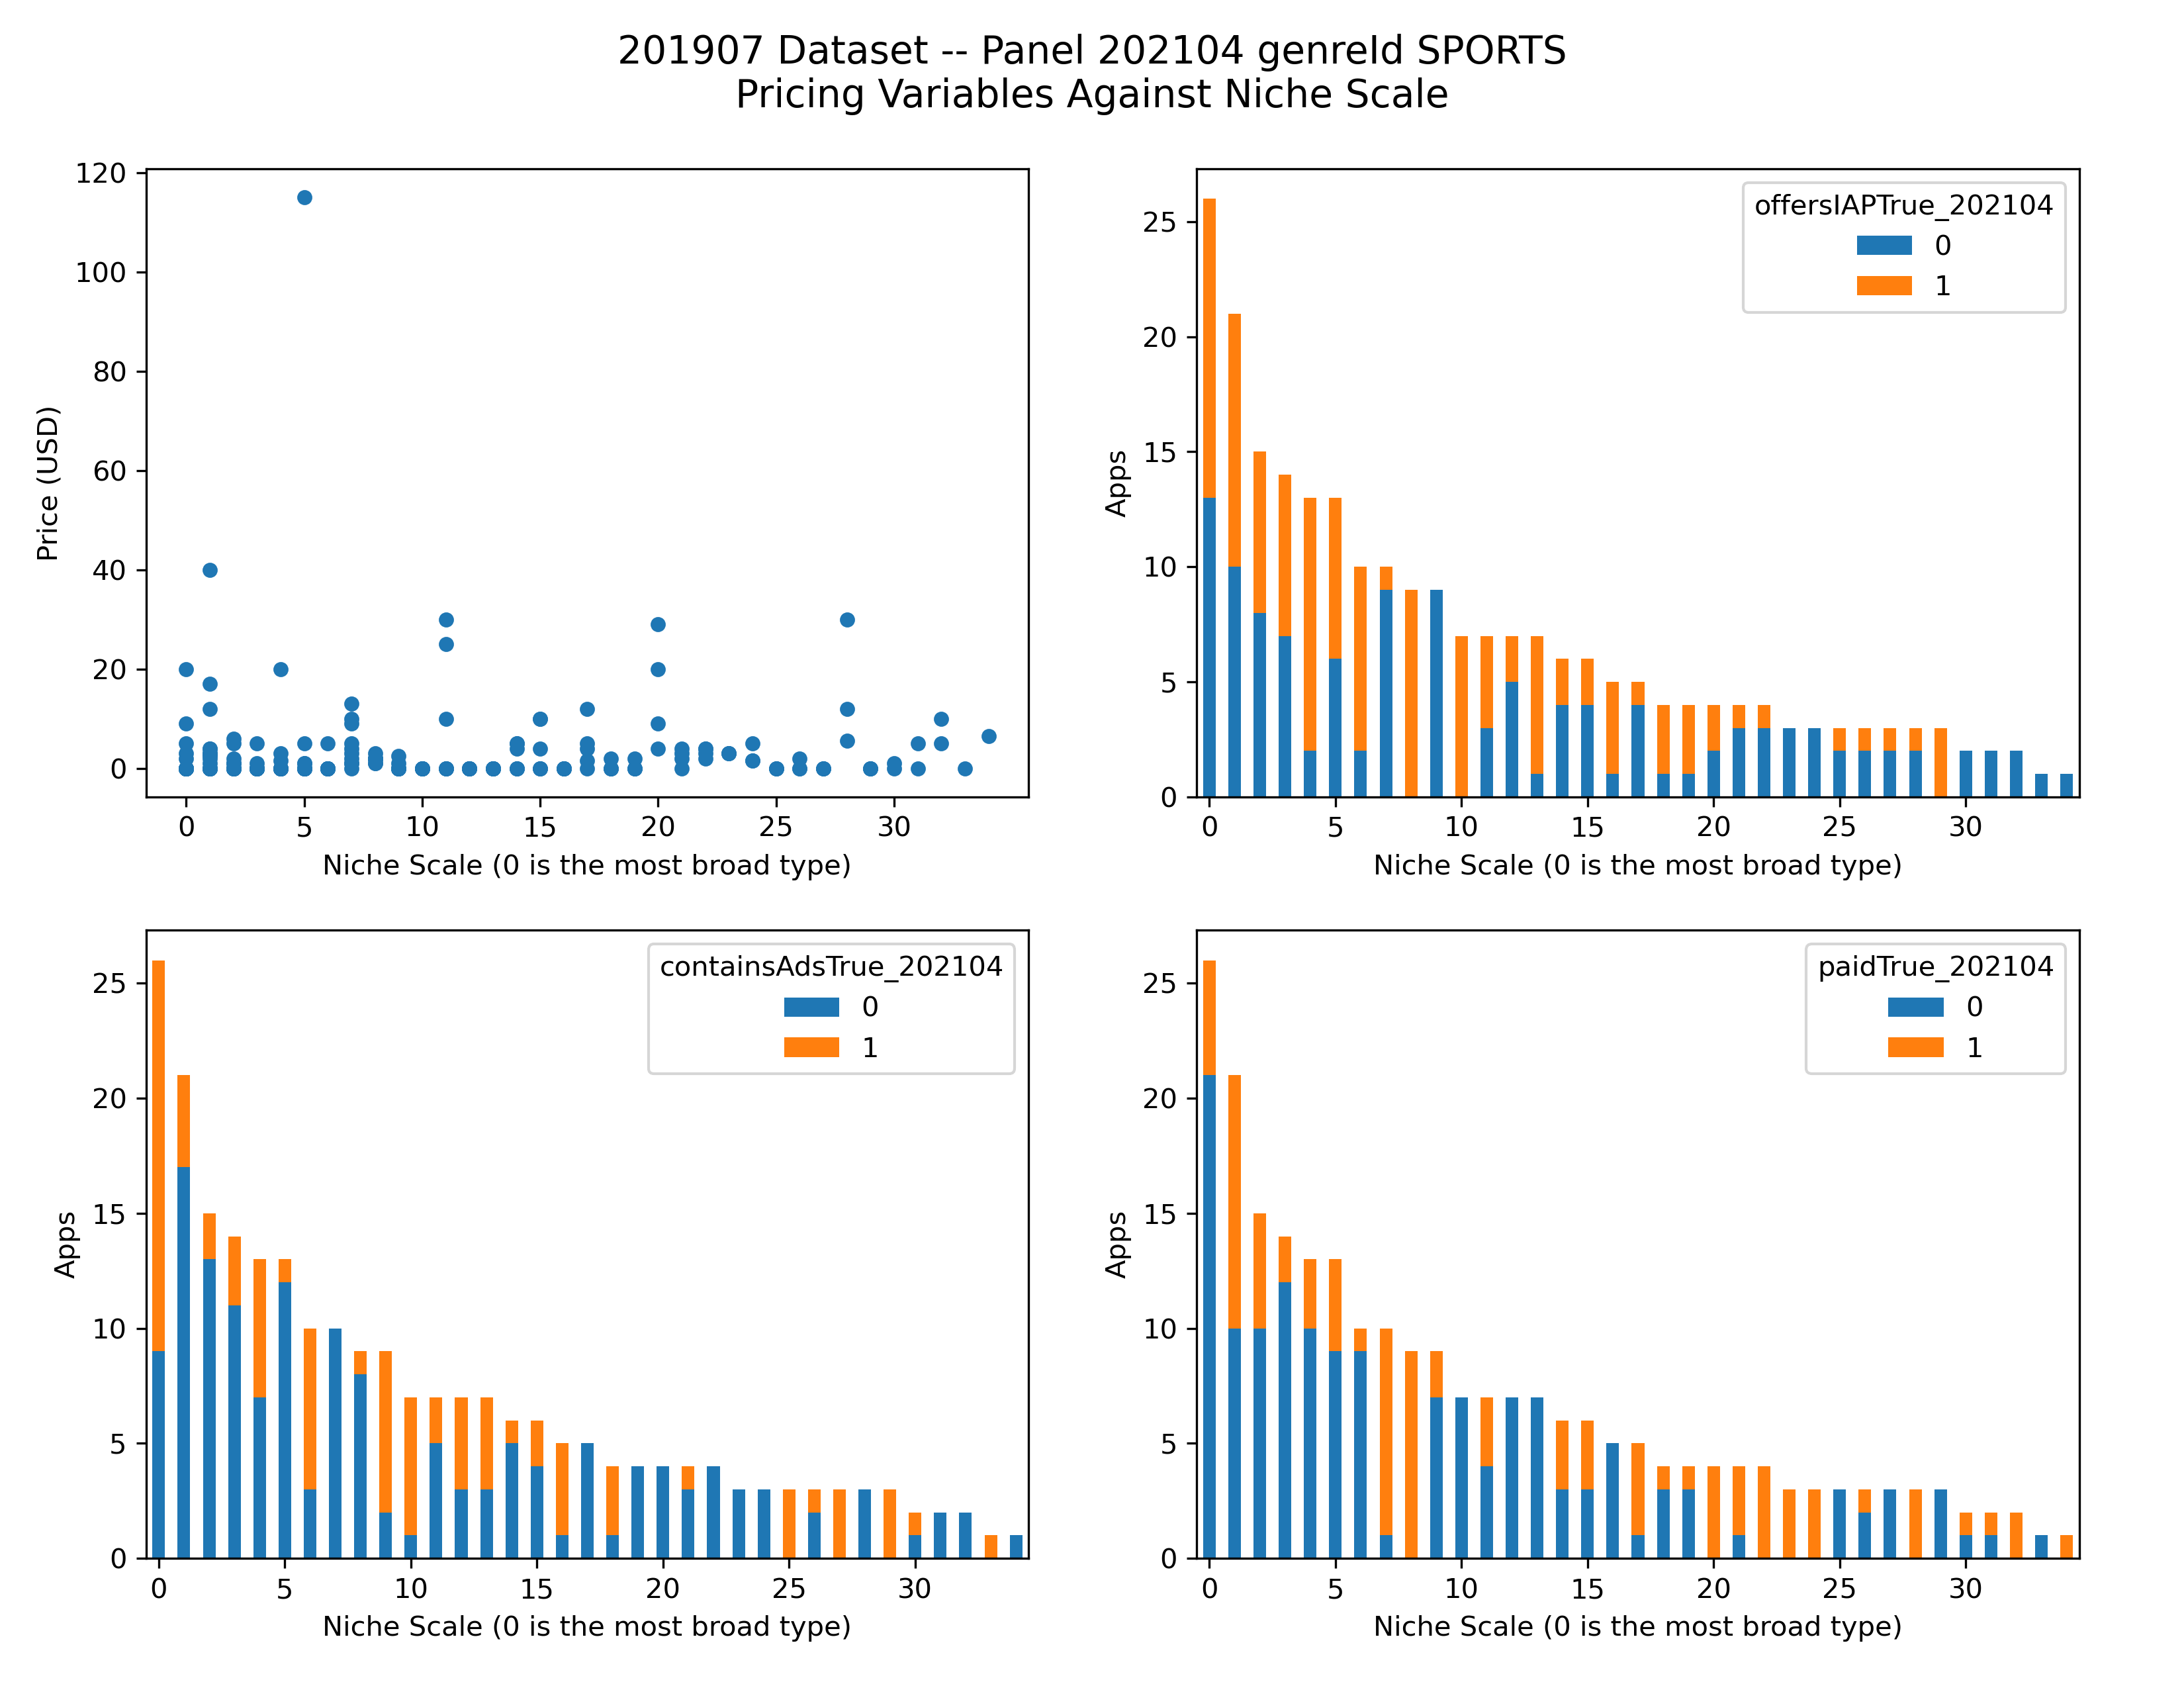 201907 Dataset -- Panel 202104 genreId SPORTS
Pricing Variables Against Niche Scale
120
100
80
60
40
20
0
Price (USD)
0 5 10 15 20 25 30
Niche Scale (0 is the most broad type)
25
20
15
10
5
0
Apps
offersIAPTrue_202104
0
1
0 5 10 15 20 25 30
Niche Scale (0 is the most broad type)
25
20
15
10
5
0
Apps
containsAdsTrue_202104
0
1
0 5 10 15 20 25 30
Niche Scale (0 is the most broad type)
25
20
15
10
5
0
Apps
paidTrue_202104
0
1
0 5 10 15 20 25 30
Niche Scale (0 is the most broad type)